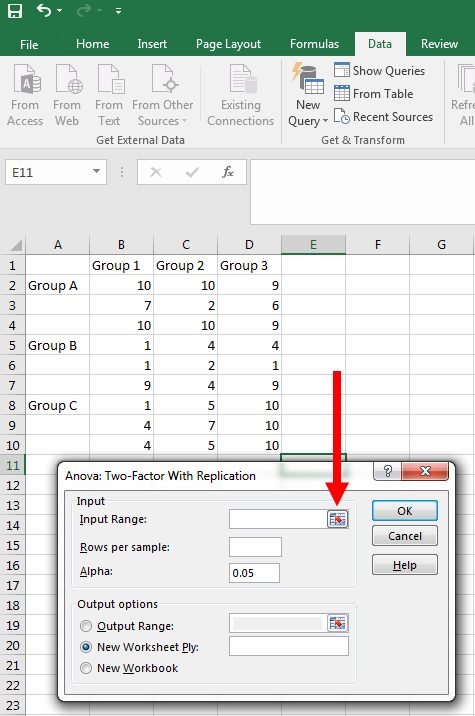 File Home Insert Page Layout Formulas Data Review
From Access From Web From Text From Other Sources Existing Connections New Query Show Queries From Table Recent Sources Refre All
Get External Data Get & Transform
E11 fx
A B C D E F G
1 Group 1 Group 2 Group 3
2 Group A 10 10 9
3 7 2 6
4 10 10 9
5 Group B 1 4 4
6 1 2 1
7 9 4 9
8 Group C 1 5 10
9 4 7 10
10 4 5 10
11
12
13
14
15
16
17
18
19
20
21
22
23
Anova: Two-Factor With Replication ?
Input
Input Range: OK
Rows per sample: Cancel
Alpha: 0.05 Help
Output options
Output Range:
New Worksheet Ply:
New Workbook